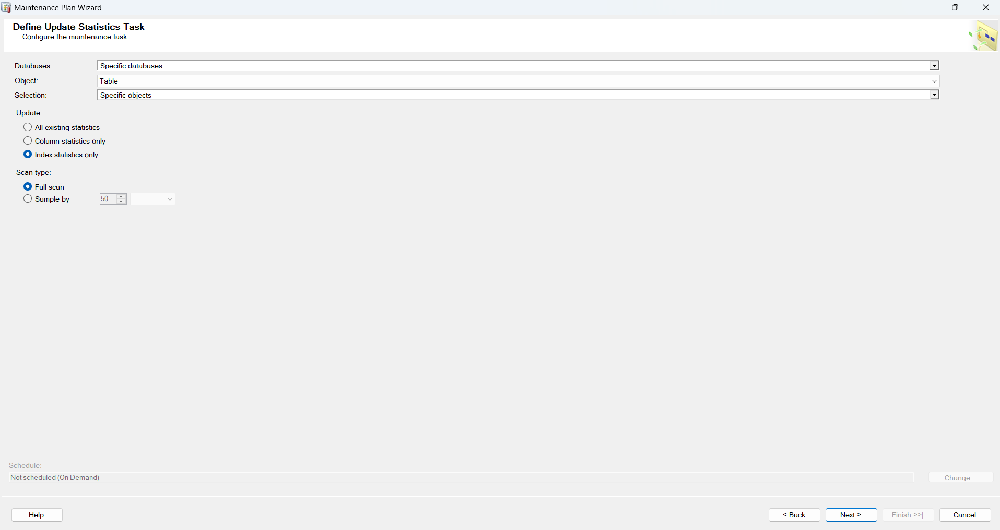 Maintenance Plan Wizard
Define Update Statistics Task
Configure the maintenance task.
Databases: Specific databases
Object: Table
Selection: Specific objects
Update:
All existing statistics
Column statistics only
Index statistics only
Scan type:
Full scan
Sample by 50
Schedule:
Not scheduled (On Demand) Change...
Help < Back Next > Finish >>| Cancel